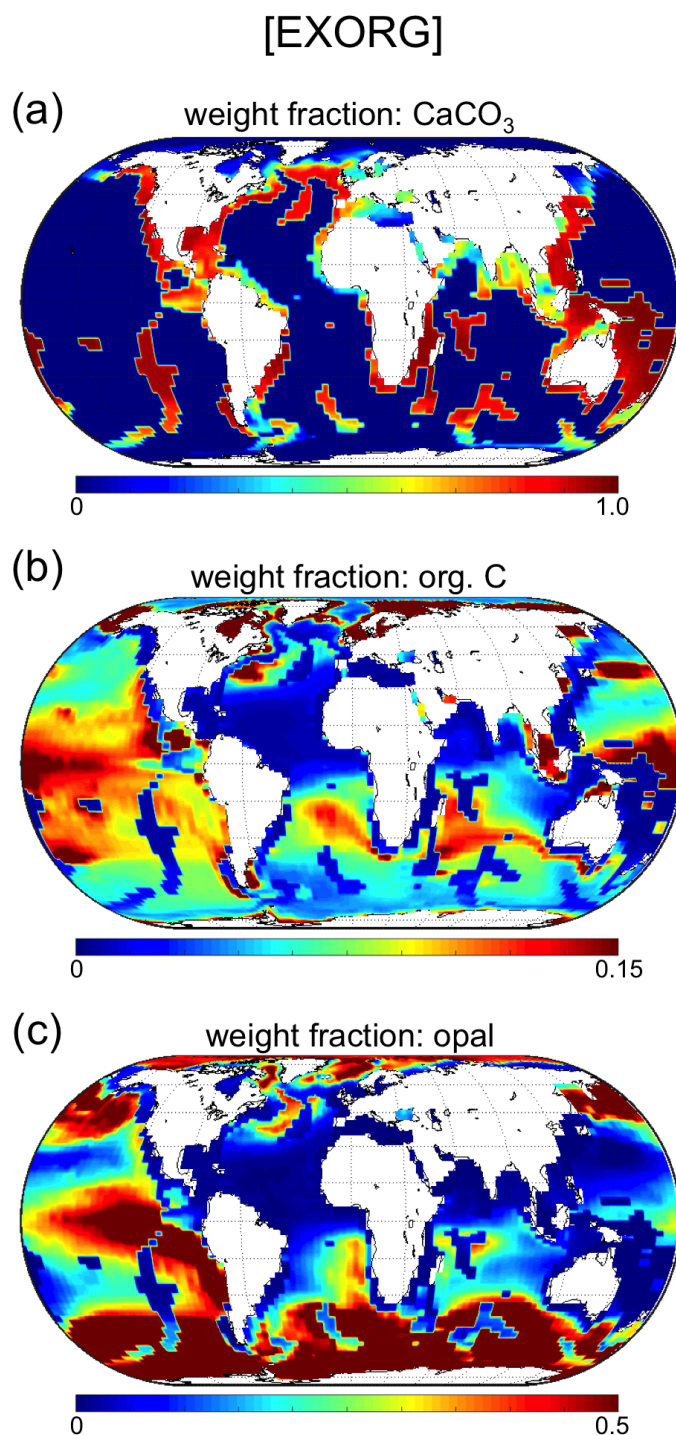 [EXORG]
(a)
weight fraction: CaCO₃
0 1.0
(b)
weight fraction: org. C
0 0.15
(c)
weight fraction: opal
0 0.5